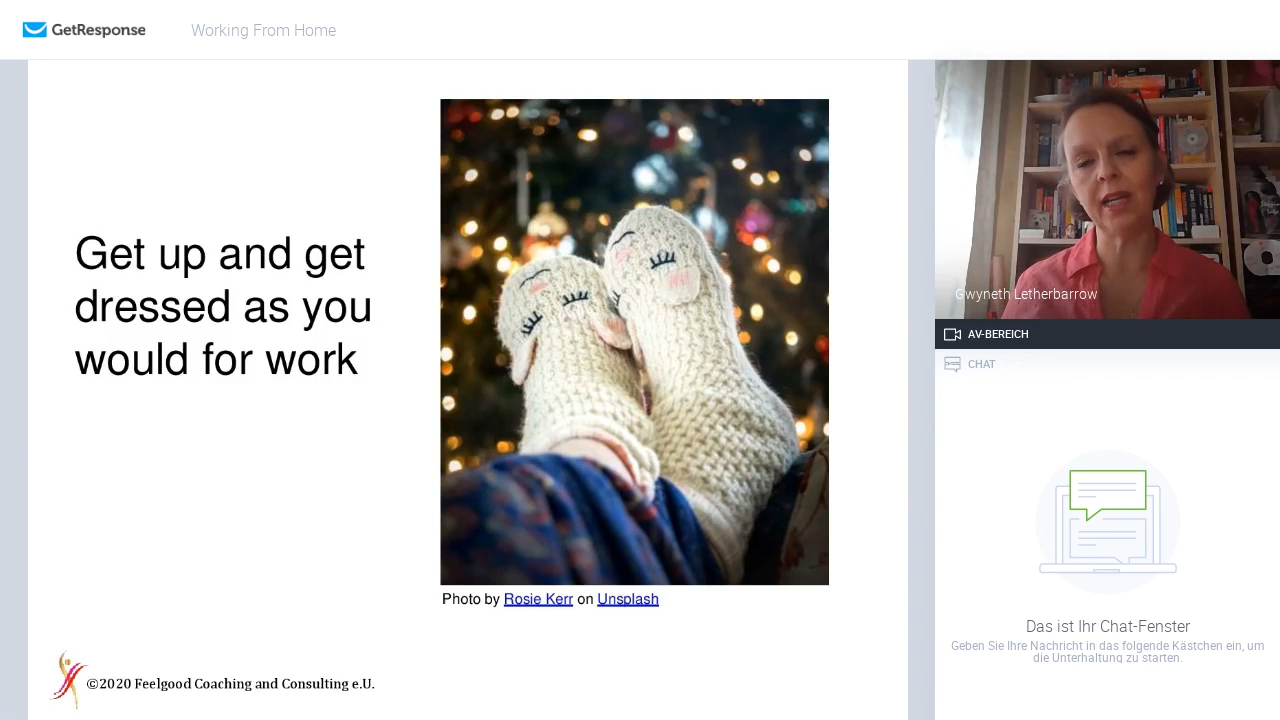 GetResponse
Working From Home
Get up and get
dressed as you
would for work
Photo by Rosie Kerr on Unsplash
©2020 Feelgood Coaching and Consulting e.U.
Gwyneth Letherbarrow
AV-BEREICH
CHAT
Das ist Ihr Chat-Fenster
Geben Sie Ihre Nachricht in das folgende Kästchen ein, um
die Unterhaltung zu starten.